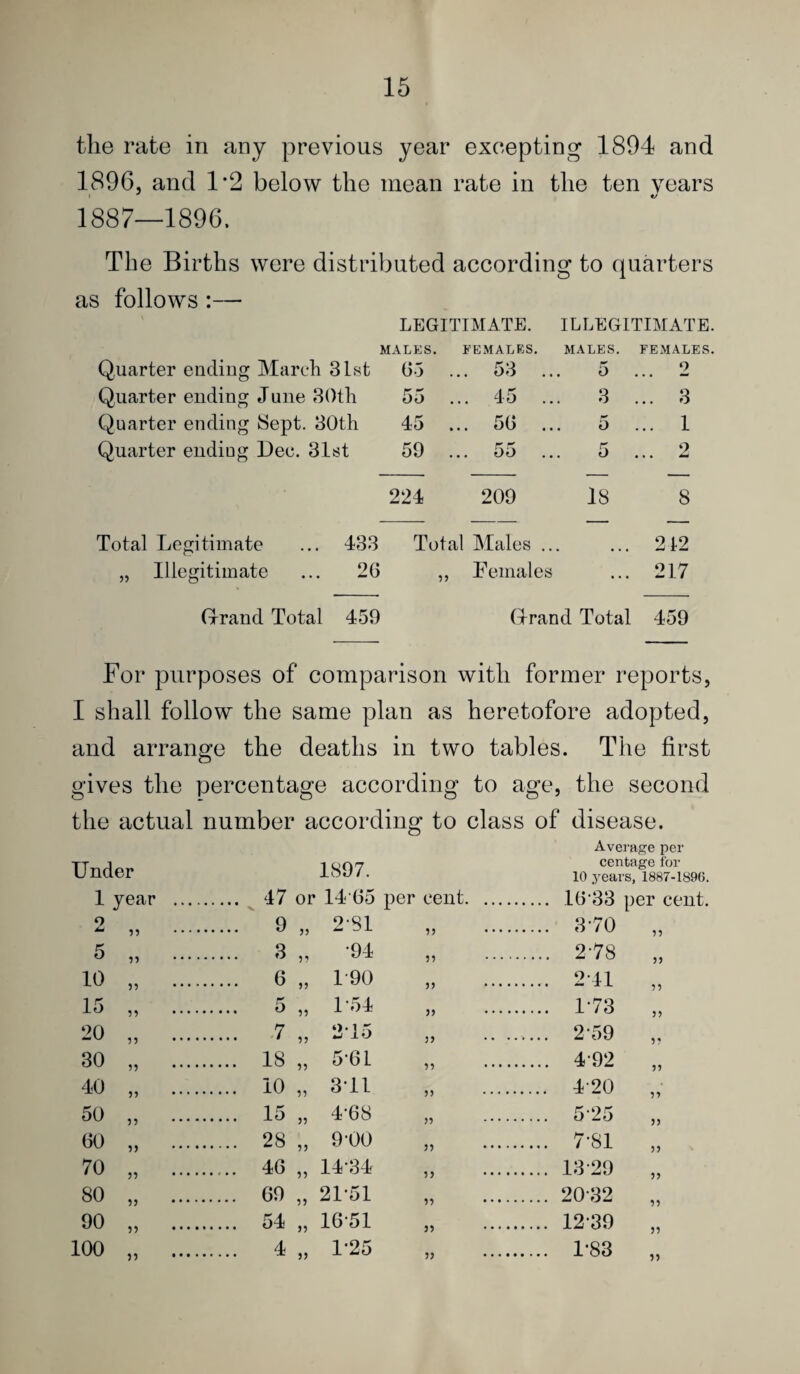 15
the rate in any previous year excepting 1894 and
1896, and 1·2 below the mean rate in the ten years
1887—1896.
The Births were distributed according to quarters
as follows :—
LEGITIMATE. ILLEGITIMATE.
MALES. FEMALES. MALES. FEMALES.
Quarter ending March 31st 65 ... 53 ... 5 ... 2
Quarter ending June 30th 55 ... 45 ... 3 ... 3
Quarter ending Sept. 30th 45 ... 56 ... 5 ... 1
Quarter ending Dec. 31st 59 ... 55 ... 5 ... 2
224 209 18 8
Total Legitimate ... 433 Total Males ... ... 242
„ Illegitimate ... 26 „ Females ... 217
Grand Total 459 Grand Total 459
For purposes of comparison with former reports,
I shall follow the same plan as heretofore adopted,
and arrange the deaths in two tables. The first
gives the percentage according to age, the second
the actual number according to class of disease.
Under 1897. Average per centage for 10 years, 1887-1896.
1 year ......... 47 or 14·65 per cent. ......... 16·33 per cent.
2 „ ......... 9 „ 2·81 „ ......... 3·70 „
5 „ ......... 3 „ ·94 „ ......... 2·78 „
10 „ ......... 6 „ 1·90 „ ......... 2·41 „
15 „ ......... 5 „ 1·54 „ ......... 1·73 „
20 „ ......... 7 „ 2·15 „ ......... 2·59 „
30 „ ......... 18 „ 5·61 „ ......... 4·92 „
40 „ ......... 10 „ 3·11 „ ......... 4·20 „
50 „ ......... 15 „ 4·68 „ ......... 5·25 „
60 „ ......... 28 „ 9·00 „ ......... 7·81 „
70 „ ......... 46 „ 14·34 „ ......... 13·29 „
80 „ ......... 69 „ 21·51 „ ......... 20·32 „
90 „ ......... 54 „ 16·51 „ ......... 12·39 „
100 „ ......... 4 „ 1·25 „ ......... 1·83 „